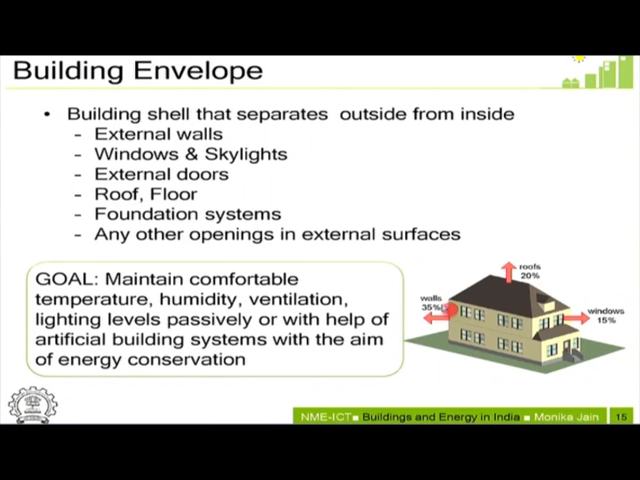 Building Envelope
• Building shell that separates outside from inside
- External walls
- Windows & Skylights
- External doors
- Roof, Floor
- Foundation systems
- Any other openings in external surfaces
GOAL: Maintain comfortable
temperature, humidity, ventilation,
lighting levels passively or with help of
artificial building systems with the aim
of energy conservation
roofs
20%
walls
35%
windows
15%
NME-ICT ■ Buildings and Energy in India ■ Monika Jain 15